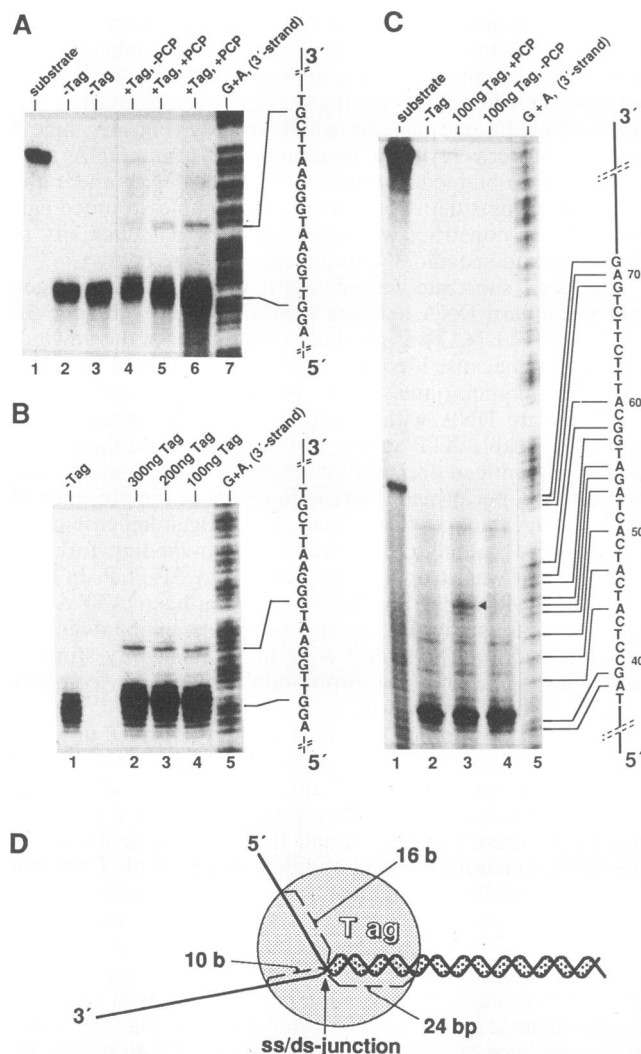 A
substrate
-Tag
-Tag
+Tag, -PCP
+Tag, +PCP
+Tag, +PCP
G+A, (3´-strand)
3´
TGCTTAAGGGTAAGGTTGGA
5´
1 2 3 4 5 6 7
B
-Tag
300ng Tag
200ng Tag
100ng Tag
G+A, (3´-strand)
3´
TGCTTAAGGGTAAGGTTGGA
5´
1 2 3 4 5
C
substrate
-Tag
100ng Tag, +PCP
100ng Tag, -PCP
G+A, (3´-strand)
3´
GAGTCTTCTTTACGGTAGATCACTACTACTCCGAT
70
60
50
40
5´
1 2 3 4 5
D
5´
16 b
T ag
10 b
3´
24 bp
ss/ds-junction